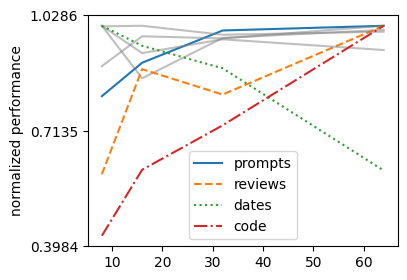 1.0286
0.7135
0.3984
normalized performance
prompts
reviews
dates
code
10 20 30 40 50 60